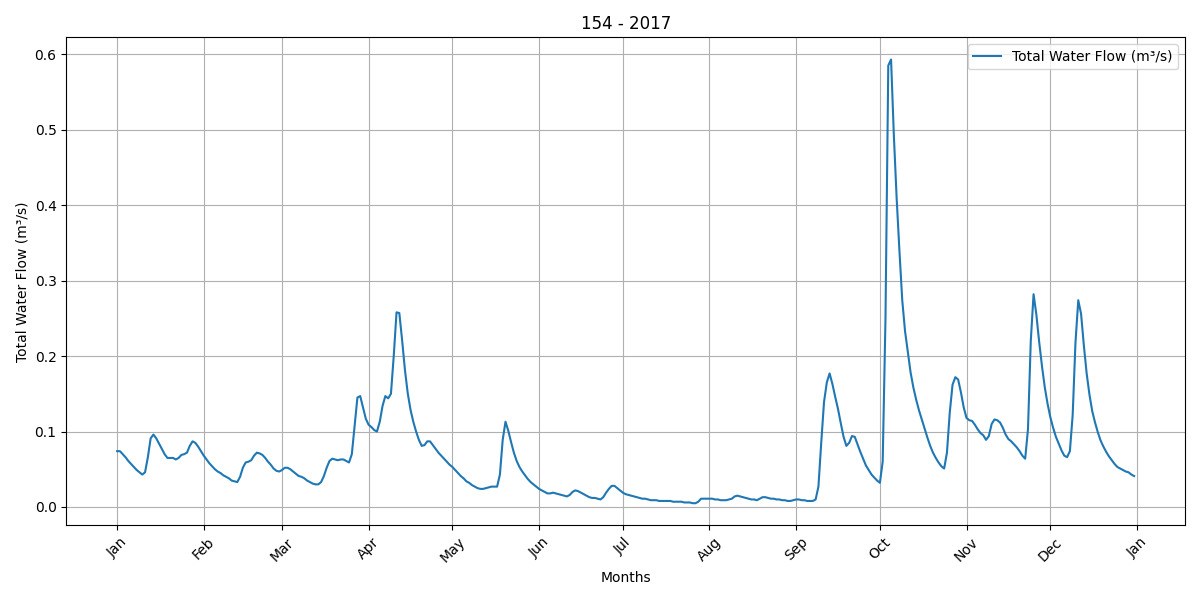 154 - 2017
Total Water Flow (m³/s)
0.6
0.5
0.4
0.3
0.2
0.1
0.0
Total Water Flow (m³/s)
Jan
Feb
Mar
Apr
May
Jun
Jul
Aug
Sep
Oct
Nov
Dec
Jan
Months